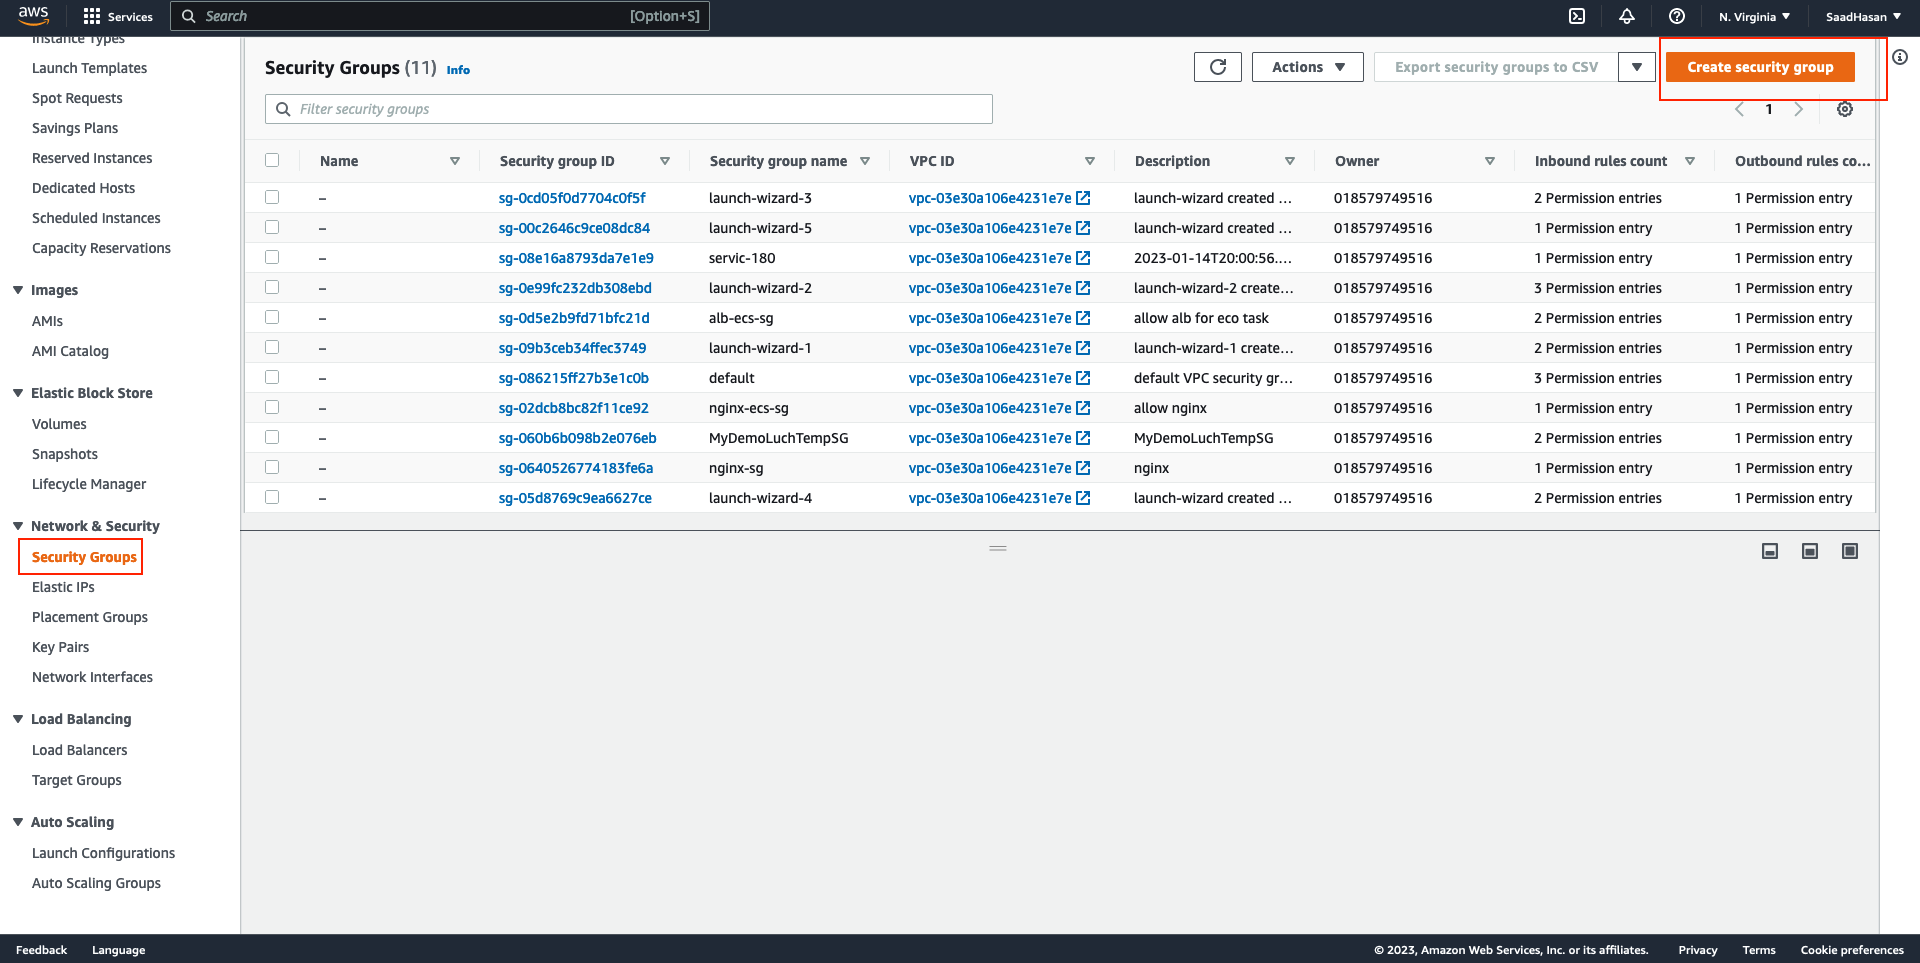 aws
Services
Search
[Option+S]
N. Virginia
SaadHasan
Instance Types
Launch Templates
Spot Requests
Savings Plans
Reserved Instances
Dedicated Hosts
Scheduled Instances
Capacity Reservations
Images
AMIs
AMI Catalog
Elastic Block Store
Volumes
Snapshots
Lifecycle Manager
Network & Security
Security Groups
Elastic IPs
Placement Groups
Key Pairs
Network Interfaces
Load Balancing
Load Balancers
Target Groups
Auto Scaling
Launch Configurations
Auto Scaling Groups
Security Groups (11) Info
Actions
Export security groups to CSV
Create security group
Filter security groups
1
Name Security group ID Security group name VPC ID Description Owner Inbound rules count Outbound rules co...
– sg-0cd05f0d7704c0f5f launch-wizard-3 vpc-03e30a106e4231e7e launch-wizard created ... 018579749516 2 Permission entries 1 Permission entry
– sg-00c2646c9ce08dc84 launch-wizard-5 vpc-03e30a106e4231e7e launch-wizard created ... 018579749516 1 Permission entry 1 Permission entry
– sg-08e16a8793da7e1e9 servic-180 vpc-03e30a106e4231e7e 2023-01-14T20:00:56.... 018579749516 1 Permission entry 1 Permission entry
– sg-0e99fc232db308ebd launch-wizard-2 vpc-03e30a106e4231e7e launch-wizard-2 create... 018579749516 3 Permission entries 1 Permission entry
– sg-0d5e2b9fd71bfc21d alb-ecs-sg vpc-03e30a106e4231e7e allow alb for eco task 018579749516 2 Permission entries 1 Permission entry
– sg-09b3ceb34ffec3749 launch-wizard-1 vpc-03e30a106e4231e7e launch-wizard-1 create... 018579749516 2 Permission entries 1 Permission entry
– sg-086215ff27b3e1c0b default vpc-03e30a106e4231e7e default VPC security gr... 018579749516 3 Permission entries 1 Permission entry
– sg-02dcb8bc82f11ce92 nginx-ecs-sg vpc-03e30a106e4231e7e allow nginx 018579749516 1 Permission entry 1 Permission entry
– sg-060b6b098b2e076eb MyDemoLuchTempSG vpc-03e30a106e4231e7e MyDemoLuchTempSG 018579749516 2 Permission entries 1 Permission entry
– sg-0640526774183fe6a nginx-sg vpc-03e30a106e4231e7e nginx 018579749516 1 Permission entry 1 Permission entry
– sg-05d8769c9ea6627ce launch-wizard-4 vpc-03e30a106e4231e7e launch-wizard created ... 018579749516 2 Permission entries 1 Permission entry
Feedback Language © 2023, Amazon Web Services, Inc. or its affiliates. Privacy Terms Cookie preferences